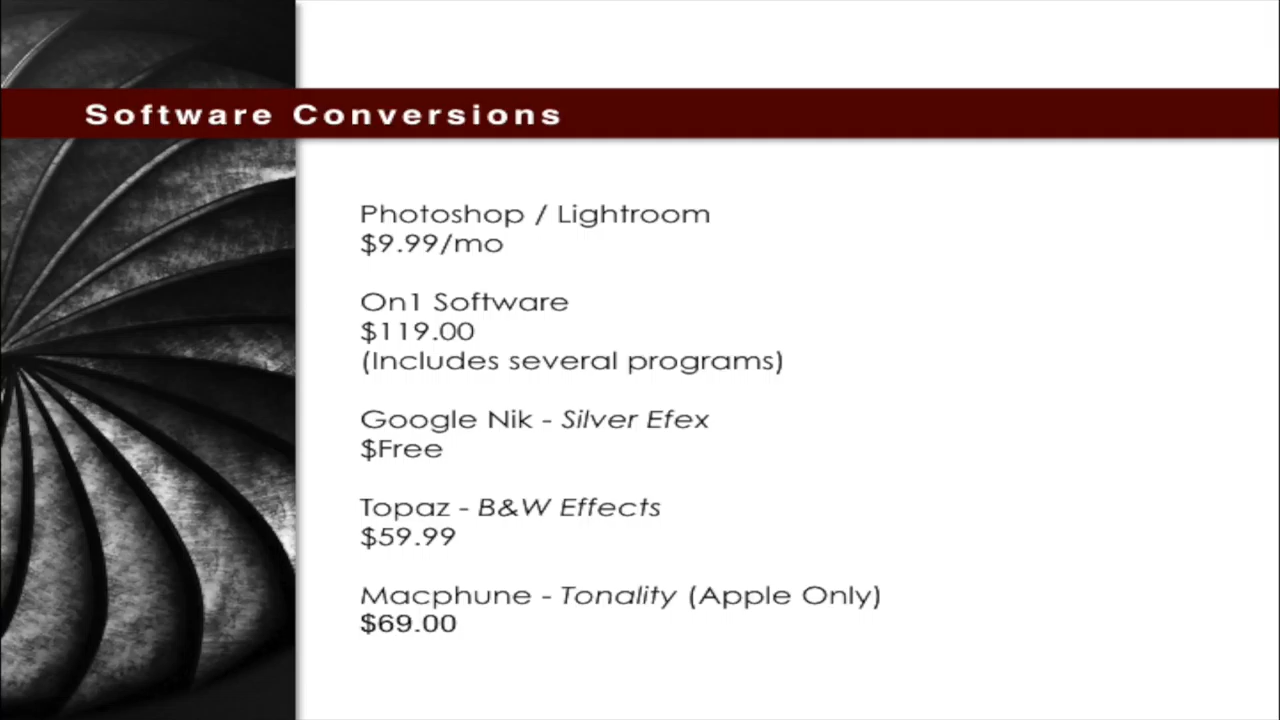 Software Conversions
Photoshop / Lightroom
$9.99/mo
On1 Software
$119.00
(Includes several programs)
Google Nik - Silver Efex
$Free
Topaz - B&W Effects
$59.99
Macphune - Tonality (Apple Only)
$69.00